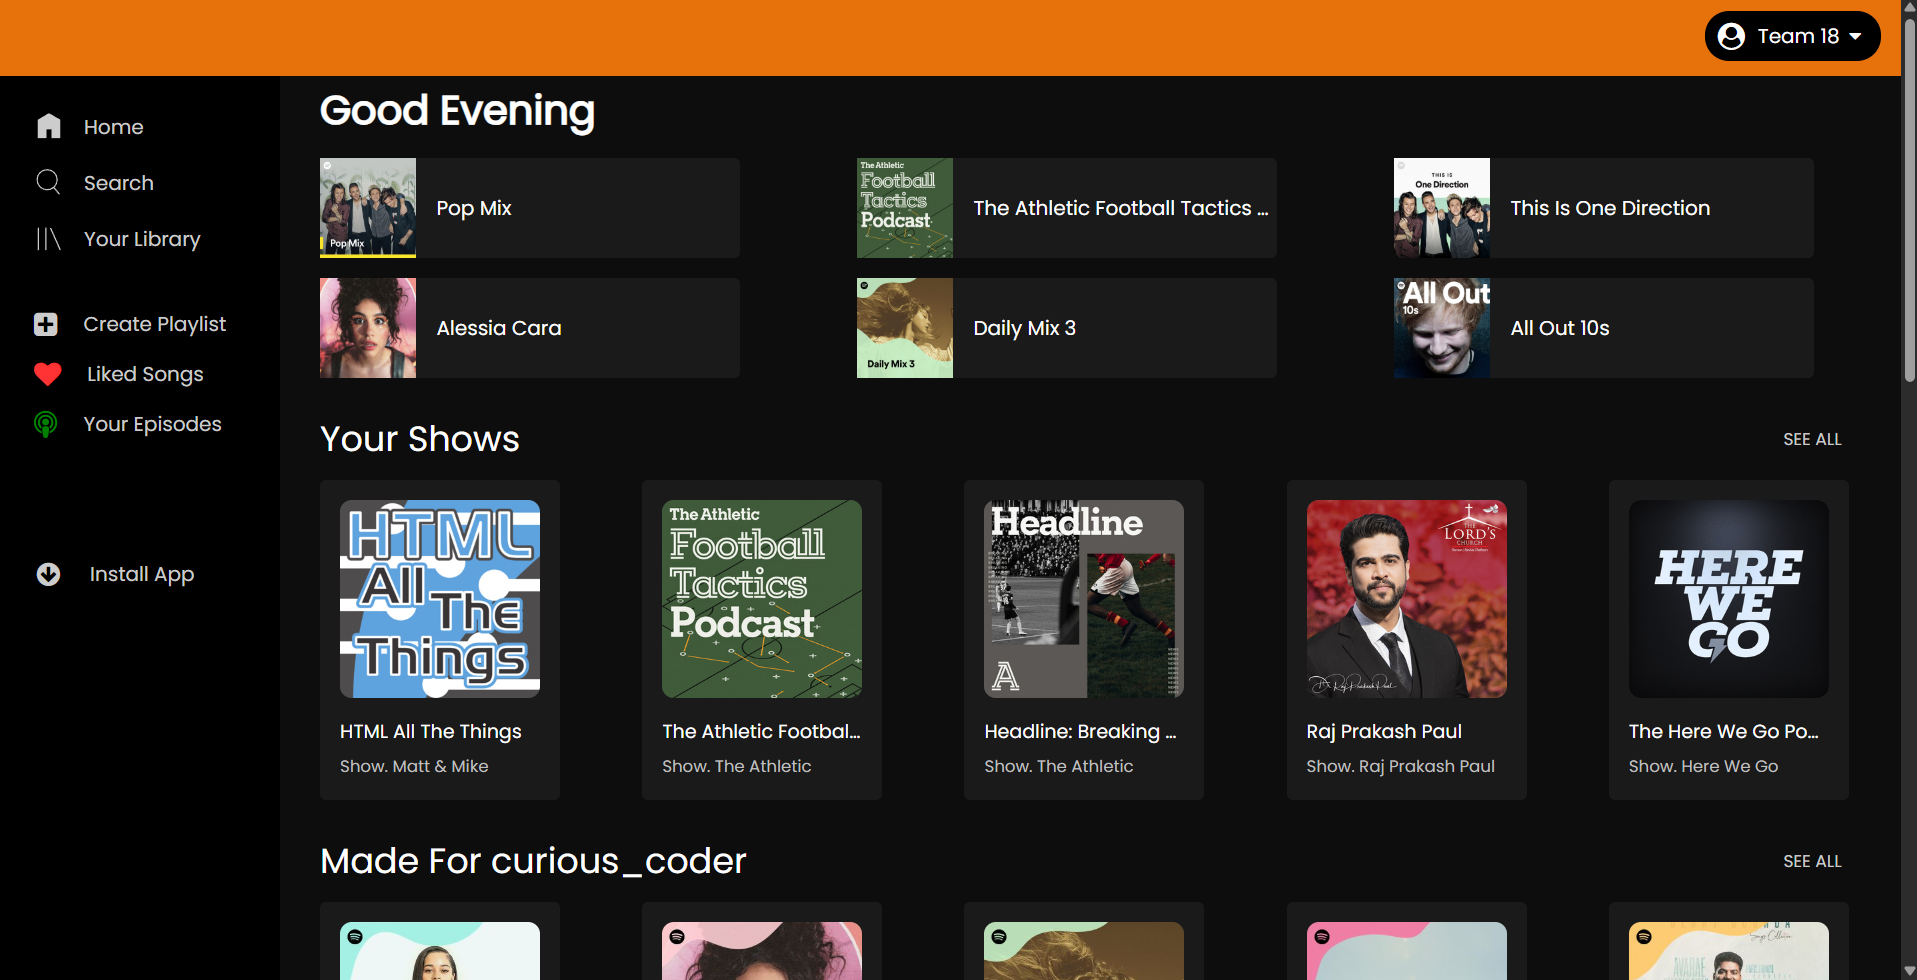 Team 18
Home
Search
Your Library
Create Playlist
Liked Songs
Your Episodes
Install App
Good Evening
Pop Mix
Pop Mix
The Athletic
Football
Tactics
Podcast
The Athletic Football Tactics ...
THIS IS
One Direction
This Is One Direction
Alessia Cara
Daily Mix 3
Daily Mix 3
All Out
10s
All Out 10s
Your Shows
SEE ALL
HTML
All
The
Things
HTML All The Things
Show. Matt & Mike
The Athletic
Football
Tactics
Podcast
The Athletic Footbal...
Show. The Athletic
Headline
A
Headline: Breaking ...
Show. The Athletic
THE
LORD'S
CHURCH
Raj Prakash Paul
Show. Raj Prakash Paul
HERE
WE
GO
The Here We Go Po...
Show. Here We Go
Made For curious_coder
SEE ALL